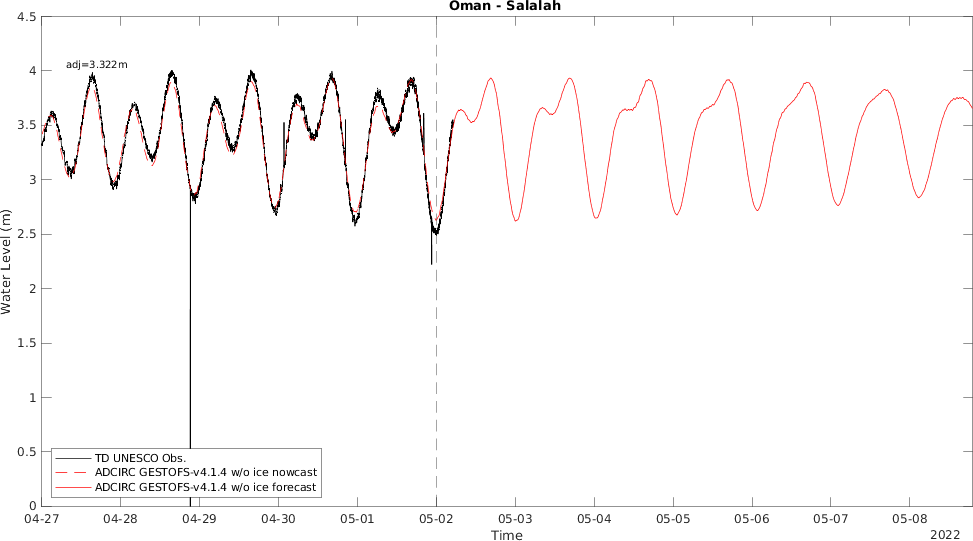 Oman - Salalah
4.5
4
3.5
3
2.5
2
1.5
1
0.5
0
Water Level (m)
adj=3.322m
TD UNESCO Obs.
ADCIRC GESTOFS-v4.1.4 w/o ice nowcast
ADCIRC GESTOFS-v4.1.4 w/o ice forecast
04-27 04-28 04-29 04-30 05-01 05-02 05-03 05-04 05-05 05-06 05-07 05-08
Time
2022